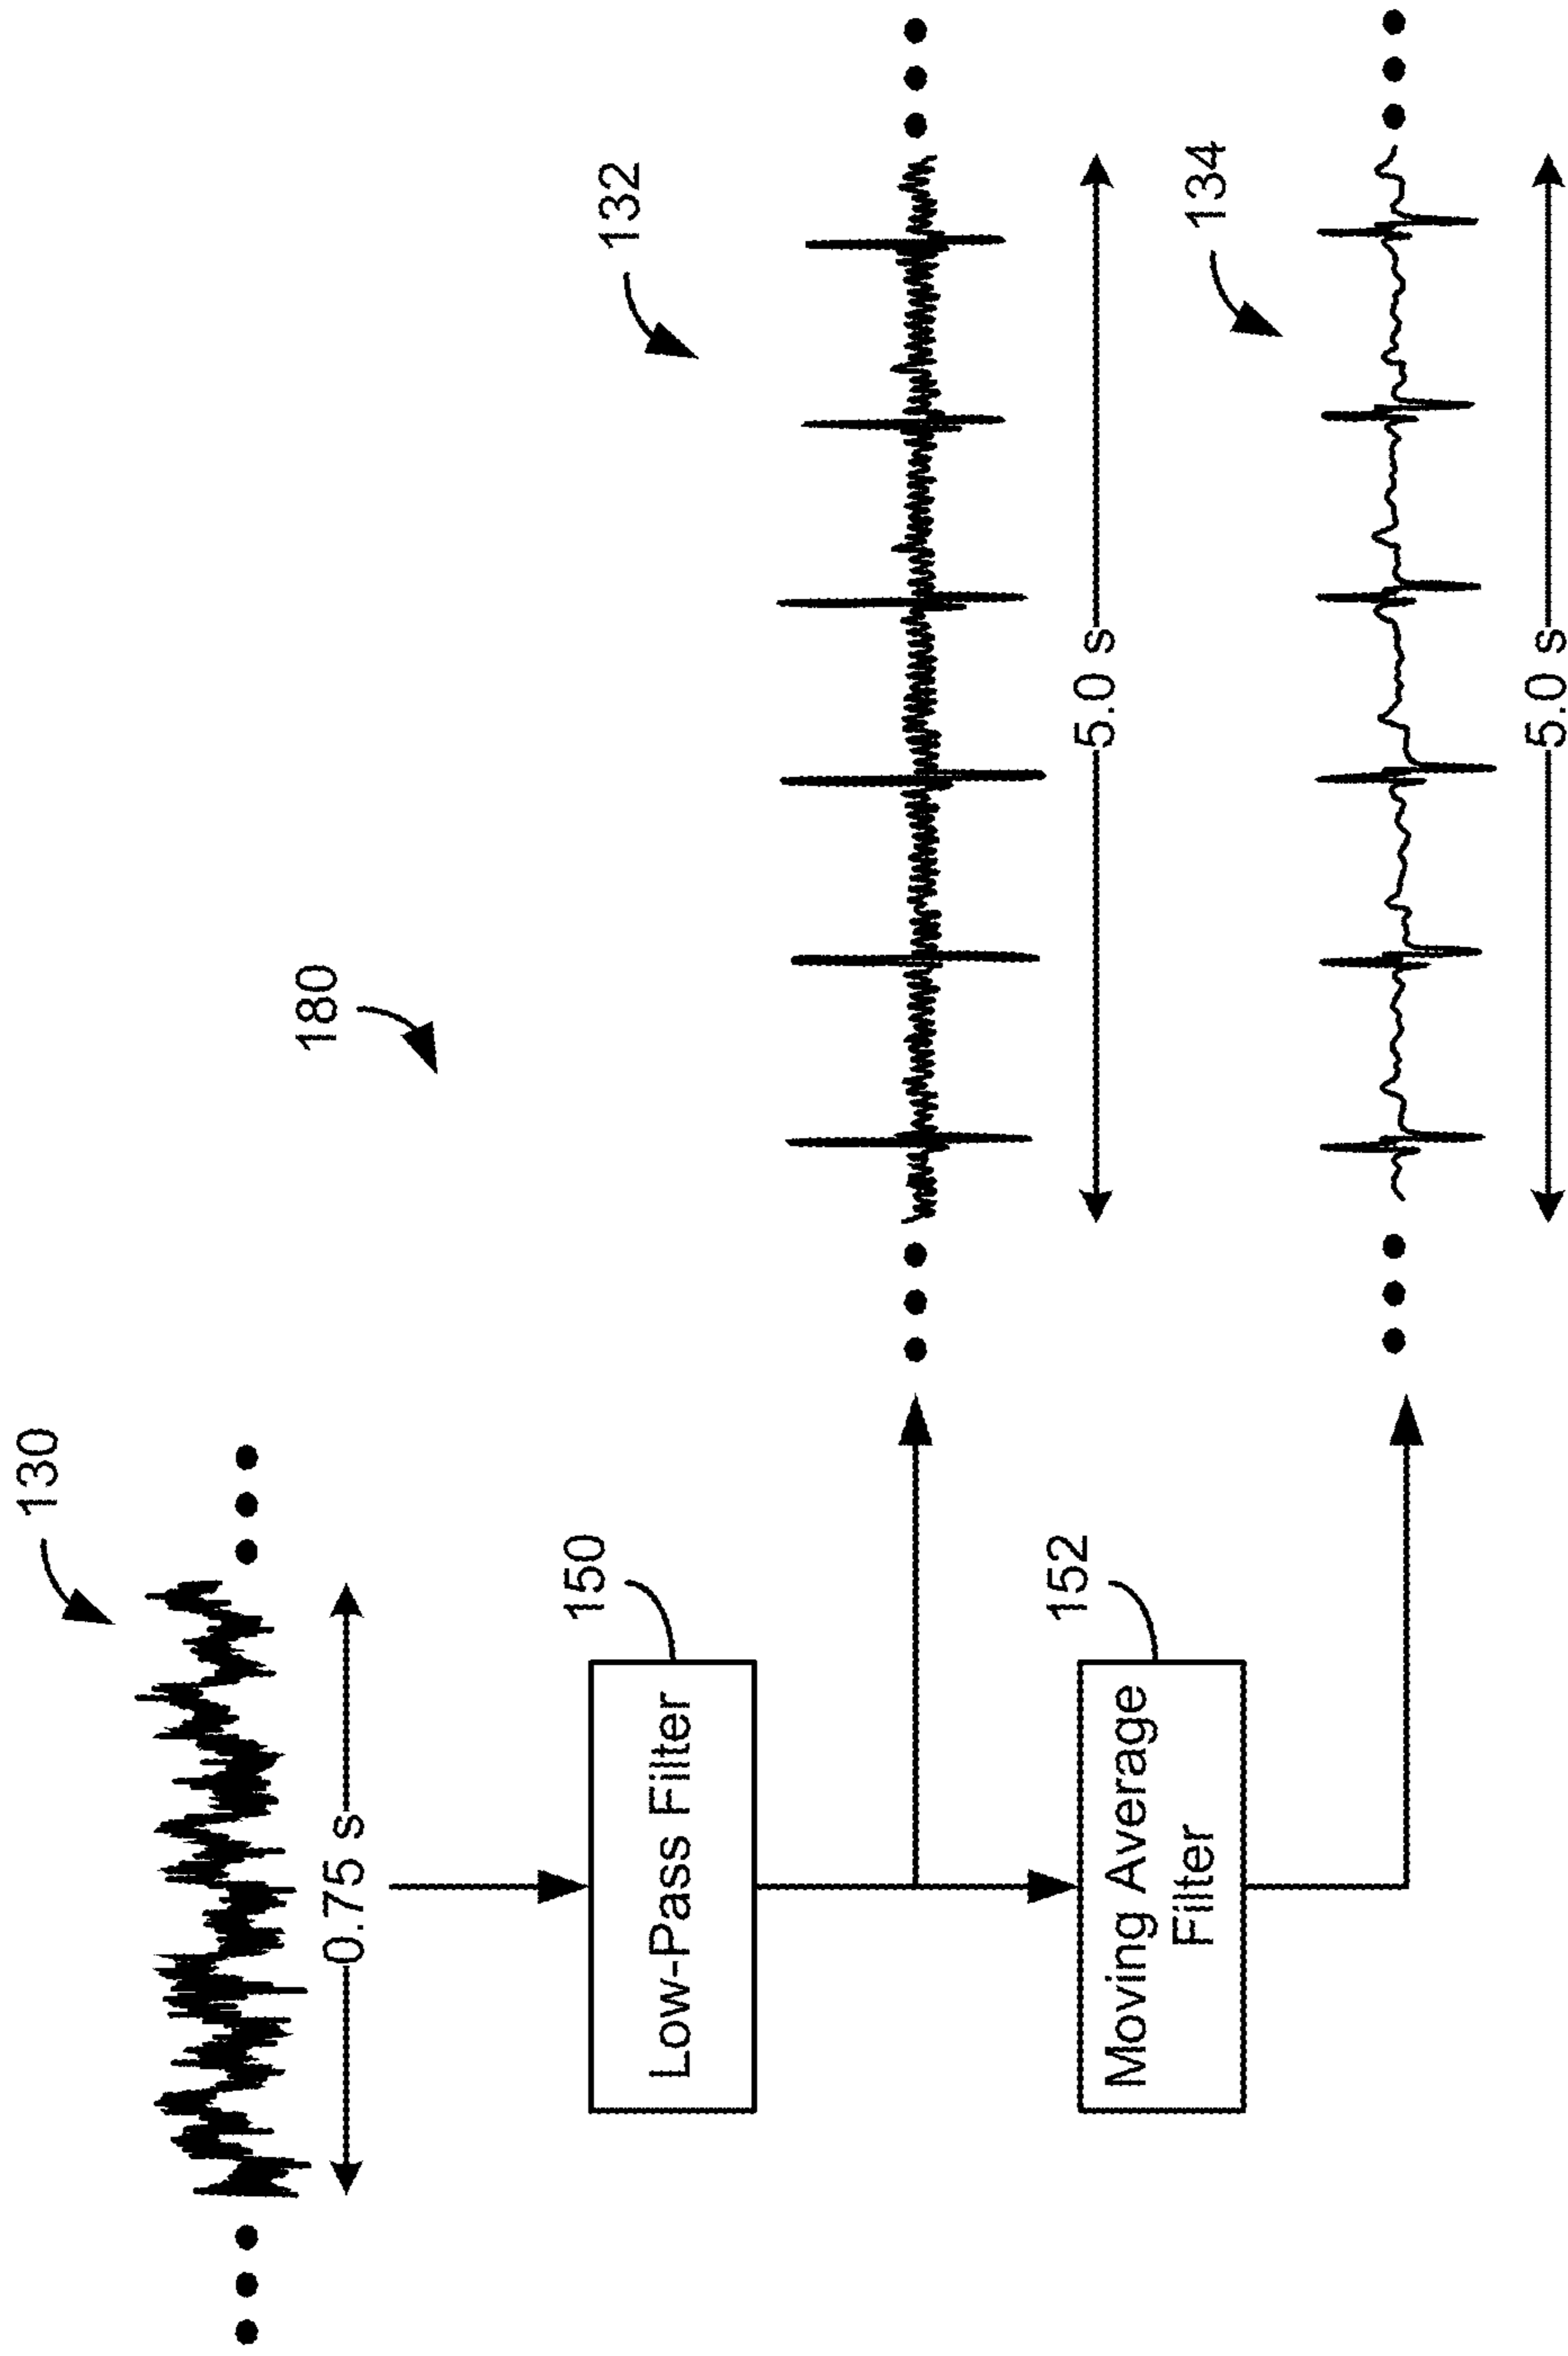 130
0.75 s
180
150
Low-Pass Filter
132
5.0 s
152
Moving Average
Filter
134
5.0 s